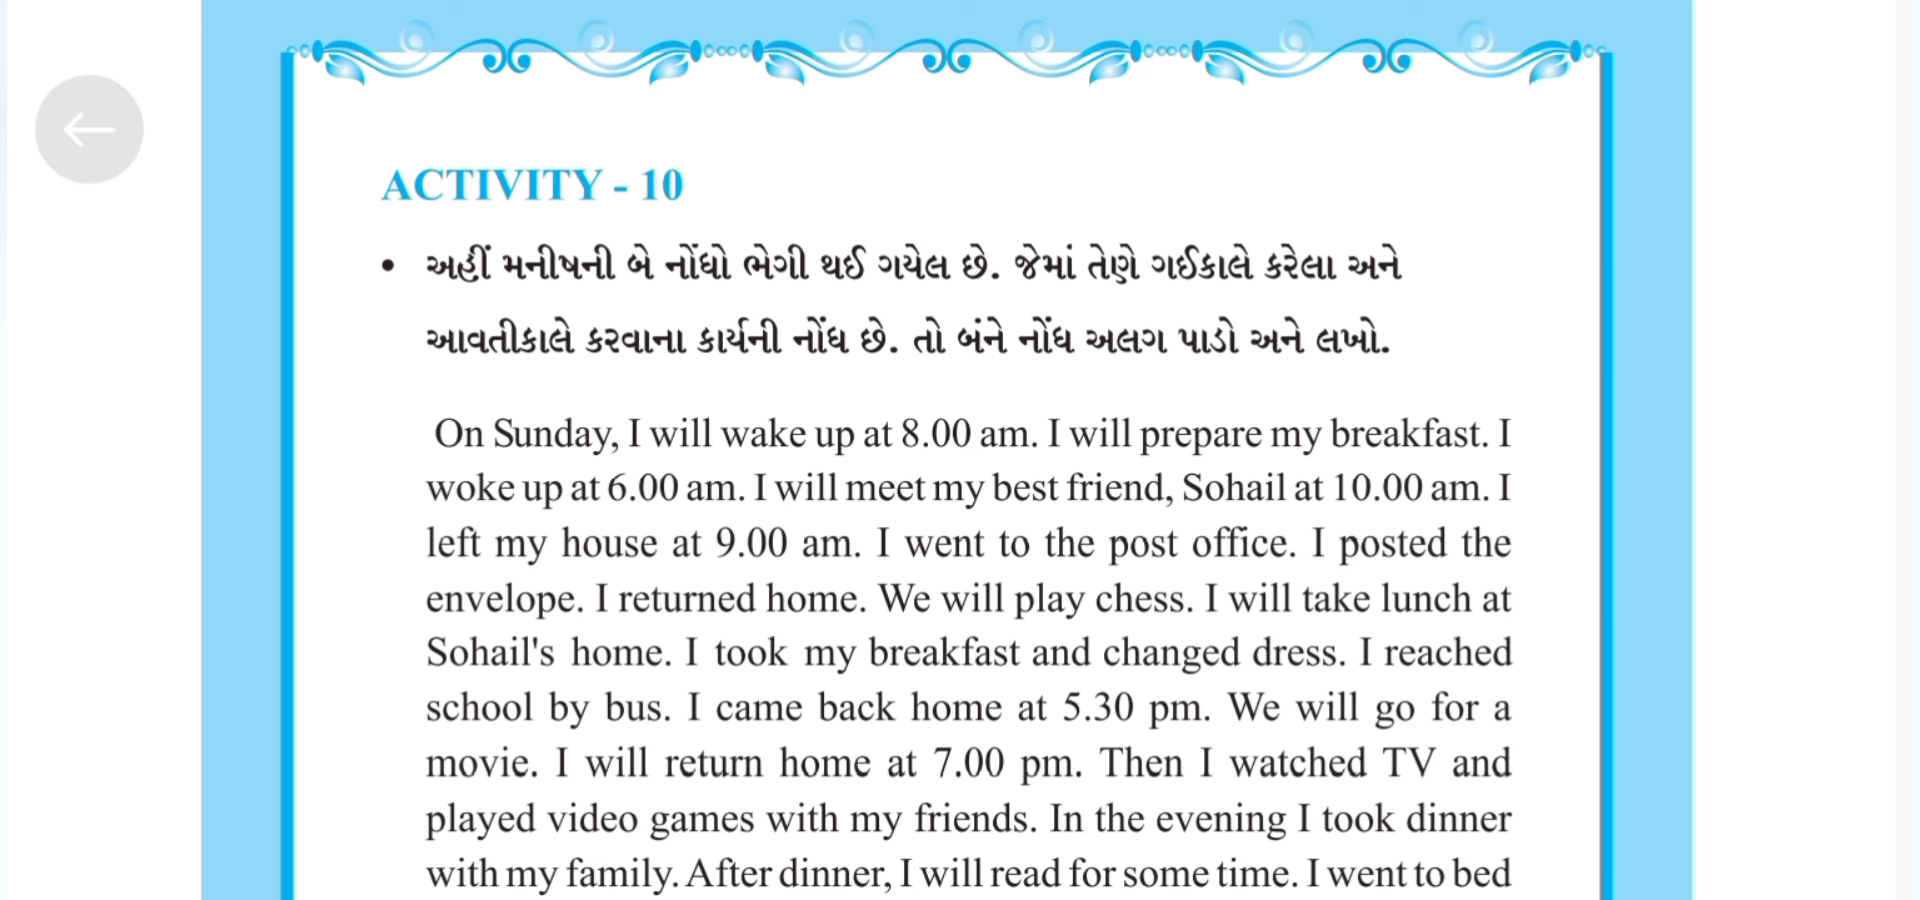 ACTIVITY - 10
• અહીં મનીષની બે નોંધો ભેગી થઈ ગયેલ છે. જેમાં તેણે ગઈકાલે કરેલા અને
આવતીકાલે કરવાના કાર્યની નોંધ છે. તો બંને નોંધ અલગ પાડો અને લખો.
On Sunday, I will wake up at 8.00 am. I will prepare my breakfast. I
woke up at 6.00 am. I will meet my best friend, Sohail at 10.00 am. I
left my house at 9.00 am. I went to the post office. I posted the
envelope. I returned home. We will play chess. I will take lunch at
Sohail's home. I took my breakfast and changed dress. I reached
school by bus. I came back home at 5.30 pm. We will go for a
movie. I will return home at 7.00 pm. Then I watched TV and
played video games with my friends. In the evening I took dinner
with my family. After dinner, I will read for some time. I went to bed